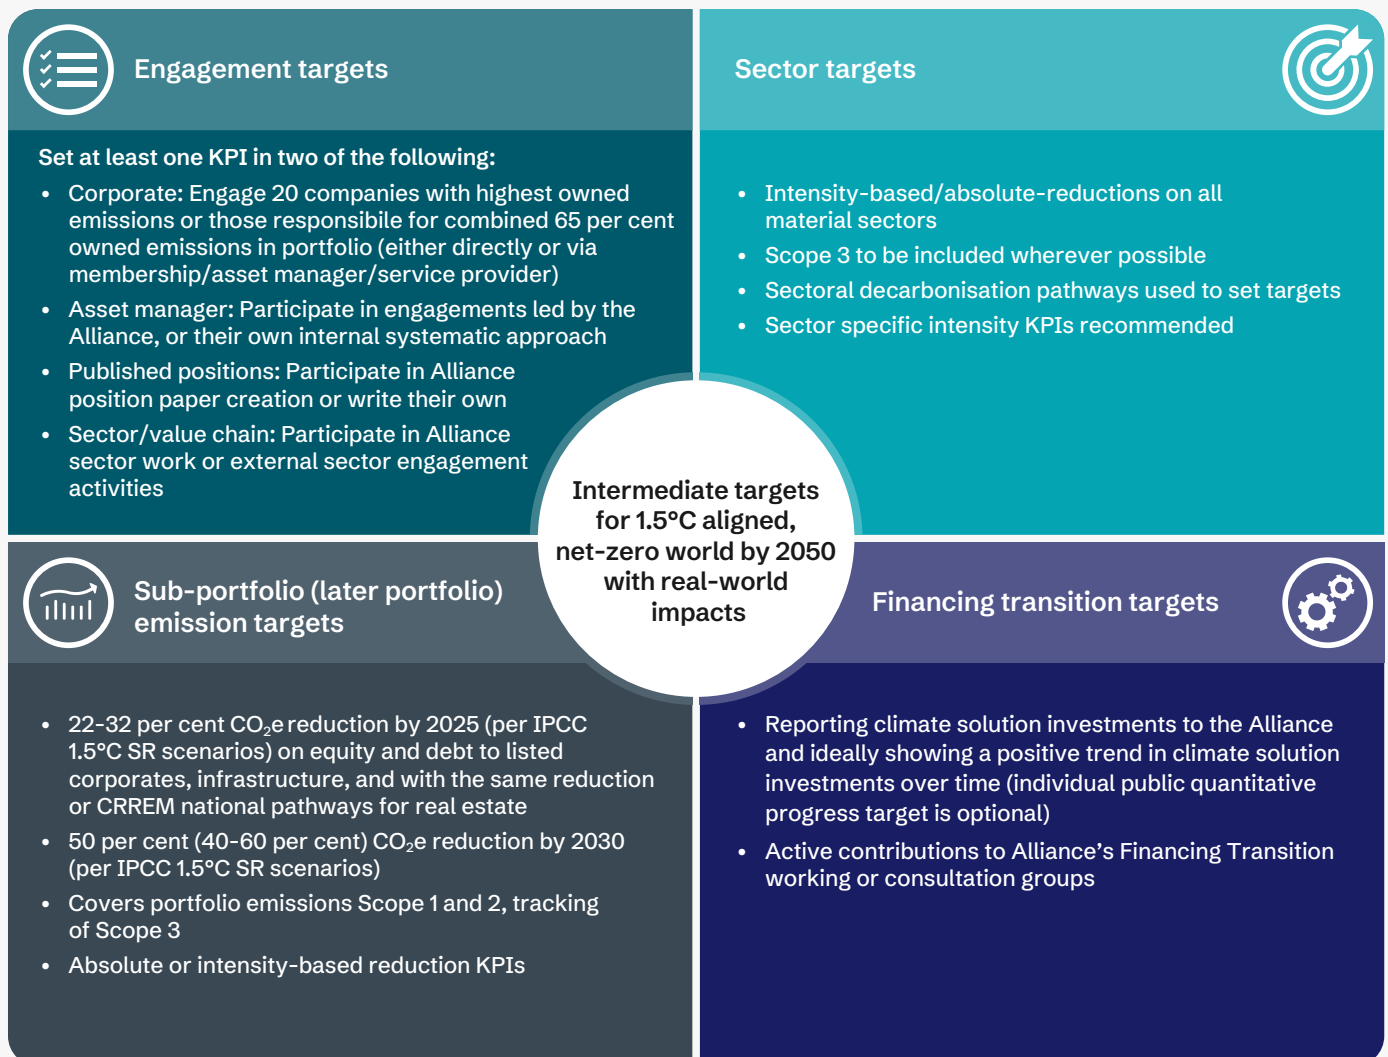 Engagement targets
Set at least one KPI in two of the following:
• Corporate: Engage 20 companies with highest owned
emissions or those responsibile for combined 65 per cent
owned emissions in portfolio (either directly or via
membership/asset manager/service provider)
• Asset manager: Participate in engagements led by the
Alliance, or their own internal systematic approach
• Published positions: Participate in Alliance
position paper creation or write their own
• Sector/value chain: Participate in Alliance
sector work or external sector engagement
activities
Sector targets
• Intensity-based/absolute-reductions on all
material sectors
• Scope 3 to be included wherever possible
• Sectoral decarbonisation pathways used to set targets
• Sector specific intensity KPIs recommended
Intermediate targets
for 1.5°C aligned,
net-zero world by 2050
with real-world
impacts
Sub-portfolio (later portfolio)
emission targets
• 22-32 per cent CO₂e reduction by 2025 (per IPCC
1.5°C SR scenarios) on equity and debt to listed
corporates, infrastructure, and with the same reduction
or CRREM national pathways for real estate
• 50 per cent (40-60 per cent) CO₂e reduction by 2030
(per IPCC 1.5°C SR scenarios)
• Covers portfolio emissions Scope 1 and 2, tracking
of Scope 3
• Absolute or intensity-based reduction KPIs
Financing transition targets
• Reporting climate solution investments to the Alliance
and ideally showing a positive trend in climate solution
investments over time (individual public quantitative
progress target is optional)
• Active contributions to Alliance’s Financing Transition
working or consultation groups